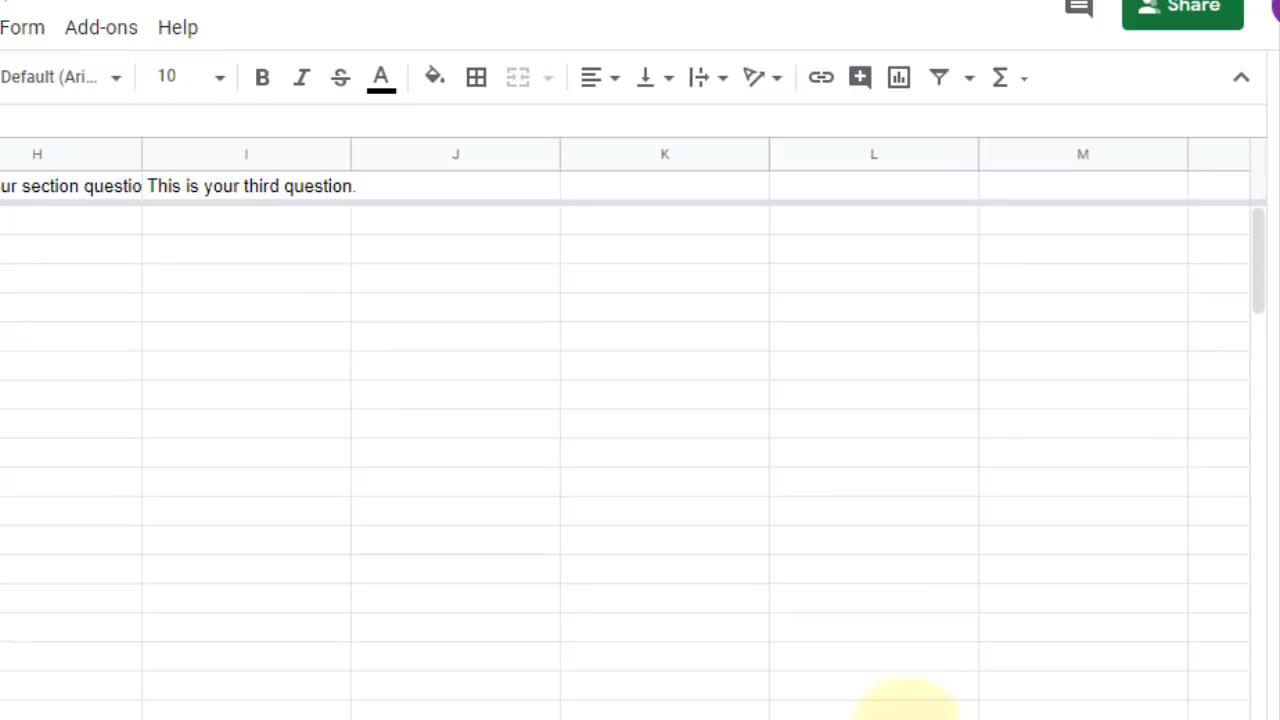 Share
Form Add-ons Help
Default (Ari... 10 B I S A
H I J K L M
ur section questio This is your third question.